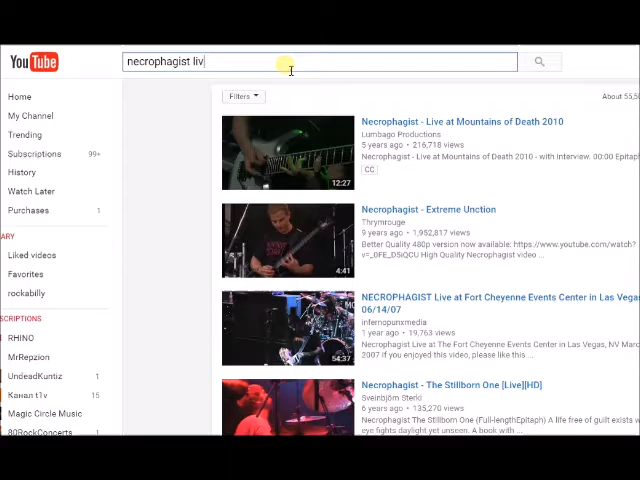 YouTube
necrophagist liv
Home
My Channel
Trending
Subscriptions 99+
History
Watch Later
Purchases 1
ARY
Liked videos
Favorites
rockabilly
SCRIPTIONS
RHINO
MrRepzion
UndeadKuntiz 1
Канал t1v 15
Magic Circle Music
80RockConcerts
Filters
About 55,50
Necrophagist - Live at Mountains of Death 2010
Lumbago Productions
5 years ago • 216,718 views
Necrophagist - Live at Mountains of Death 2010 - with Interview. 00:00 Epitap
CC
12:27
Necrophagist - Extreme Unction
Thrymrouge
9 years ago • 1,952,817 views
Better Quality 480p version now available: https://www.youtube.com/watch?
v=_0FE_D5iQCU High Quality Necrophagist video ...
4:41
NECROPHAGIST Live at Fort Cheyenne Events Center in Las Vega
06/14/07
infernopunxmedia
1 year ago • 19,763 views
Necrophagist Live at The Fort Cheyenne Events Center in Las Vegas, NV Marc
2007 If you enjoyed this video, please like this ...
54:37
Necrophagist - The Stillborn One [Live][HD]
Sveinbjörn Sterki
6 years ago • 135,270 views
Necrophagist The Stillborn One (Full-lengthEpitaph) A life free of guilt exists w
eye fights daylight yet unseen. A book with ...